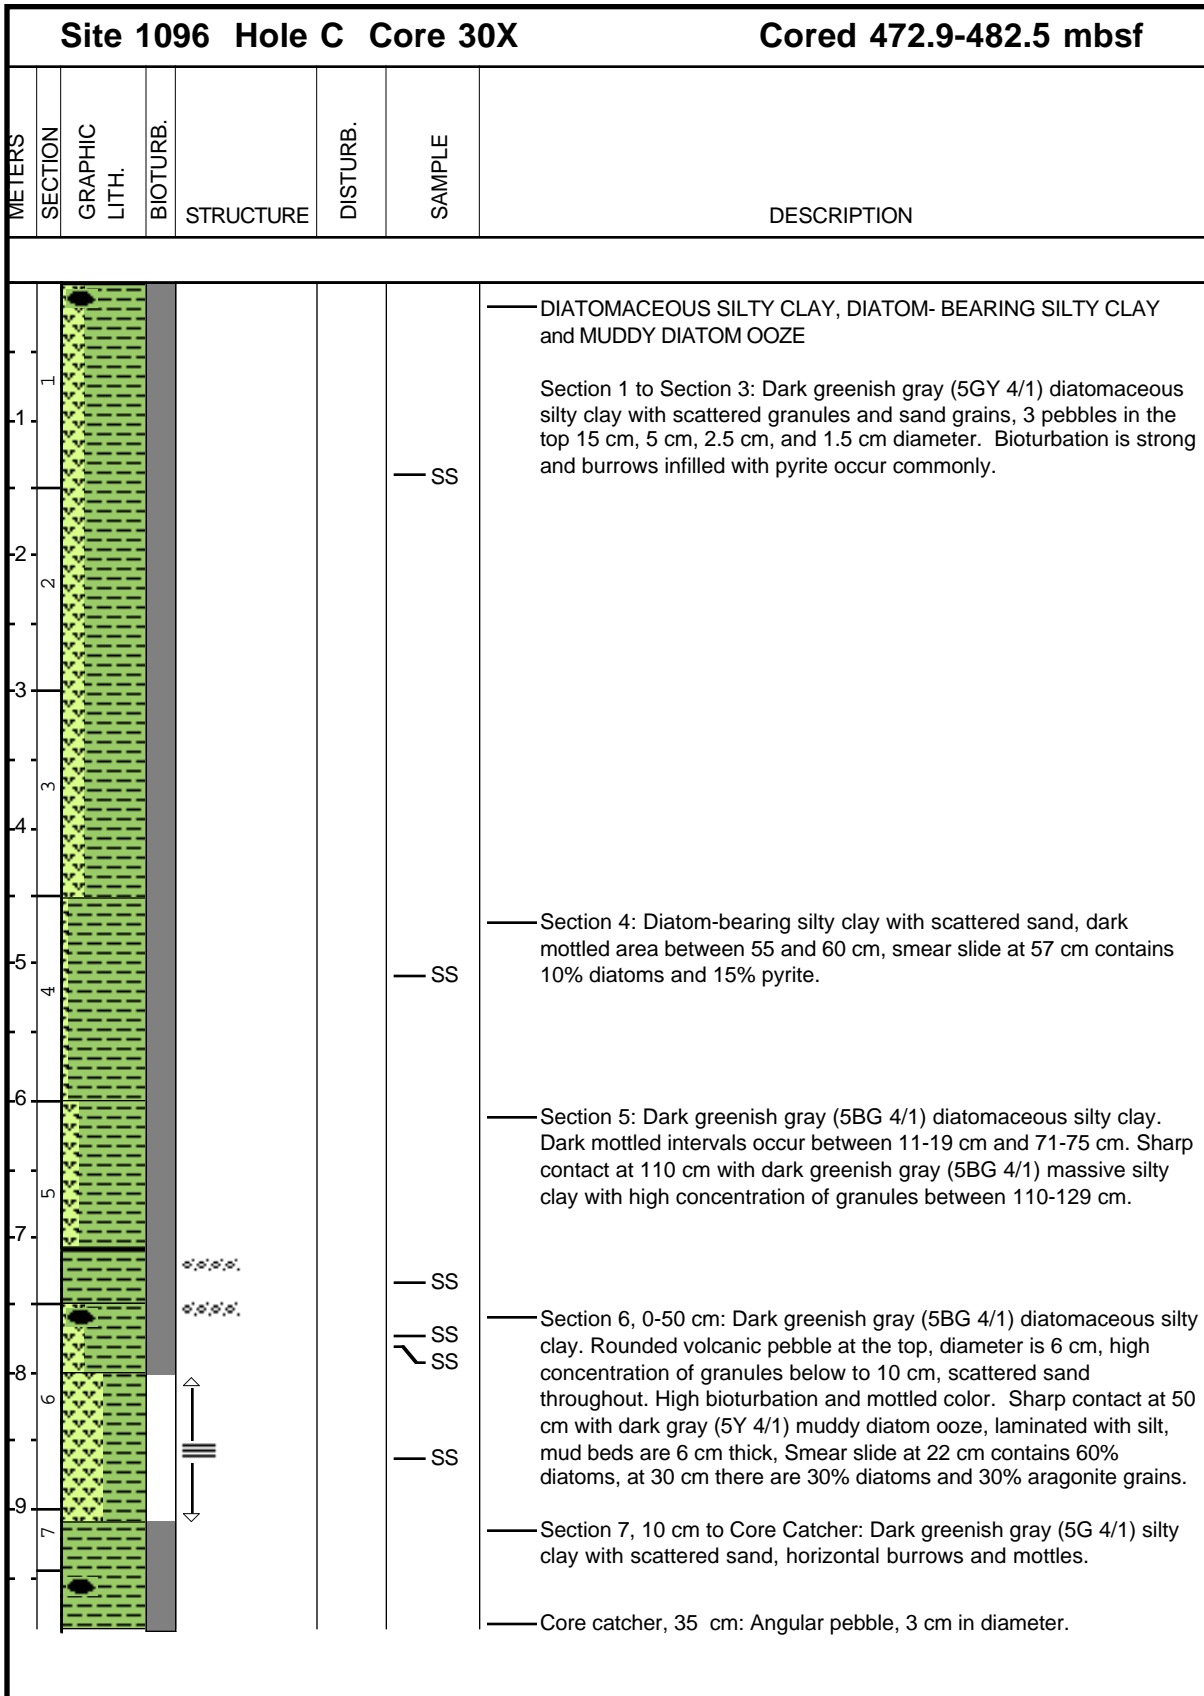 Site 1096 Hole C Core 30X Cored 472.9-482.5 mbsf
METERS
SECTION
GRAPHIC
LITH.
BIOTURB.
STRUCTURE
DISTURB.
SAMPLE
DESCRIPTION
DIATOMACEOUS SILTY CLAY, DIATOM- BEARING SILTY CLAY
and MUDDY DIATOM OOZE
Section 1 to Section 3: Dark greenish gray (5GY 4/1) diatomaceous
silty clay with scattered granules and sand grains, 3 pebbles in the
top 15 cm, 5 cm, 2.5 cm, and 1.5 cm diameter. Bioturbation is strong
and burrows infilled with pyrite occur commonly.
1
1
SS
2
2
3
3
4
Section 4: Diatom-bearing silty clay with scattered sand, dark
mottled area between 55 and 60 cm, smear slide at 57 cm contains
10% diatoms and 15% pyrite.
5
SS
4
6
Section 5: Dark greenish gray (5BG 4/1) diatomaceous silty clay.
Dark mottled intervals occur between 11-19 cm and 71-75 cm. Sharp
contact at 110 cm with dark greenish gray (5BG 4/1) massive silty
clay with high concentration of granules between 110-129 cm.
5
7
SS
Section 6, 0-50 cm: Dark greenish gray (5BG 4/1) diatomaceous silty
clay. Rounded volcanic pebble at the top, diameter is 6 cm, high
concentration of granules below to 10 cm, scattered sand
throughout. High bioturbation and mottled color. Sharp contact at 50
cm with dark gray (5Y 4/1) muddy diatom ooze, laminated with silt,
mud beds are 6 cm thick, Smear slide at 22 cm contains 60%
diatoms, at 30 cm there are 30% diatoms and 30% aragonite grains.
SS
SS
8
6
SS
9
7
Section 7, 10 cm to Core Catcher: Dark greenish gray (5G 4/1) silty
clay with scattered sand, horizontal burrows and mottles.
Core catcher, 35 cm: Angular pebble, 3 cm in diameter.